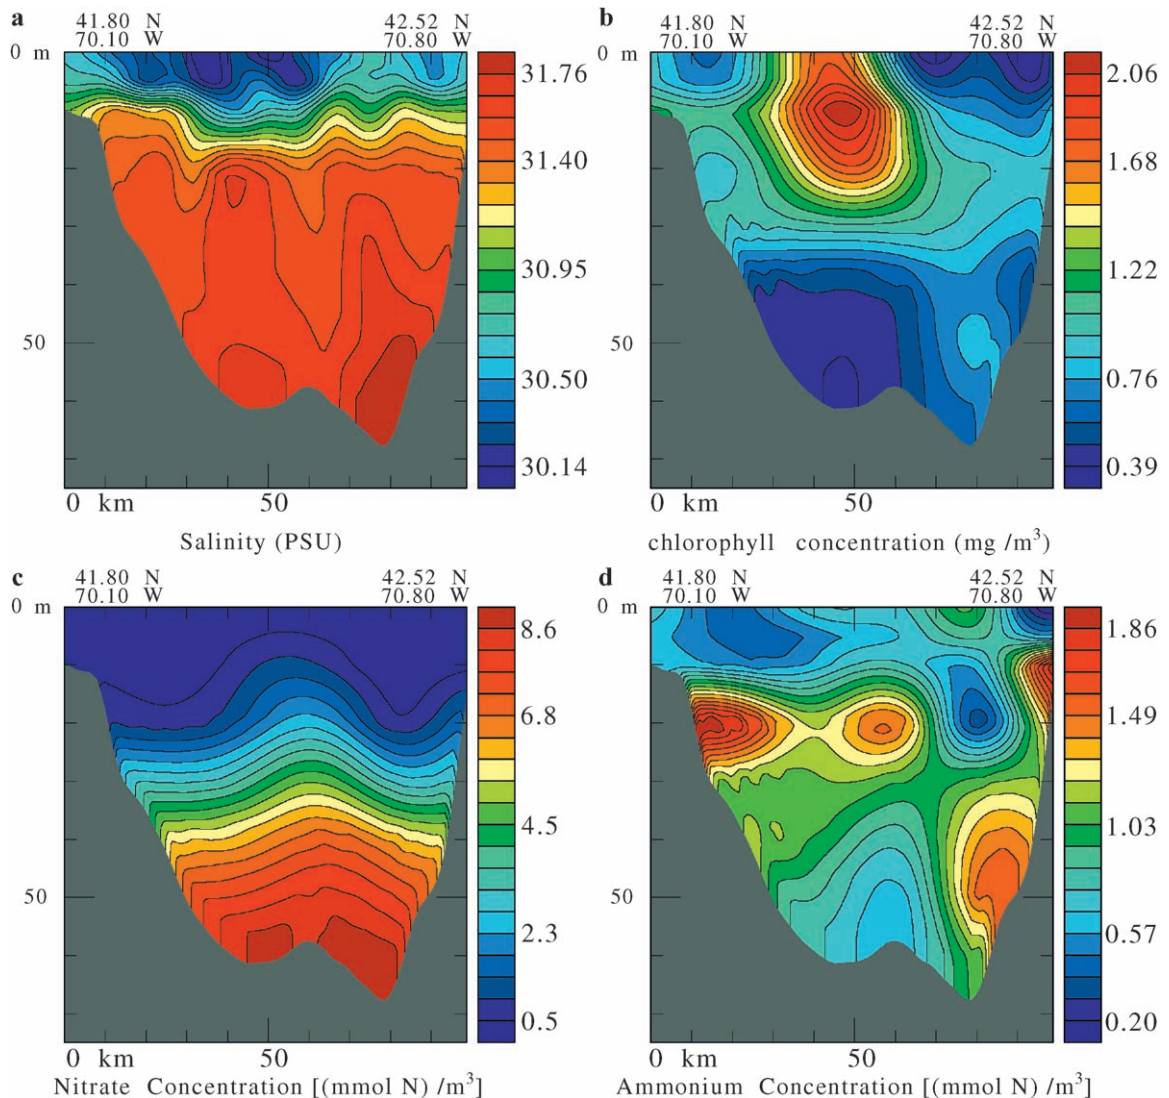 a
41.80 N 42.52 N
70.10 W 70.80 W
0 m
50
31.76
31.40
30.95
30.50
30.14
0 km 50
Salinity (PSU)
b
41.80 N 42.52 N
70.10 W 70.80 W
0 m
50
2.06
1.68
1.22
0.76
0.39
0 km 50
chlorophyll concentration (mg /m³)
c
41.80 N 42.52 N
70.10 W 70.80 W
0 m
50
8.6
6.8
4.5
2.3
0.5
0 km 50
Nitrate Concentration [(mmol N) /m³]
d
41.80 N 42.52 N
70.10 W 70.80 W
0 m
50
1.86
1.49
1.03
0.57
0.20
0 km 50
Ammonium Concentration [(mmol N) /m³]